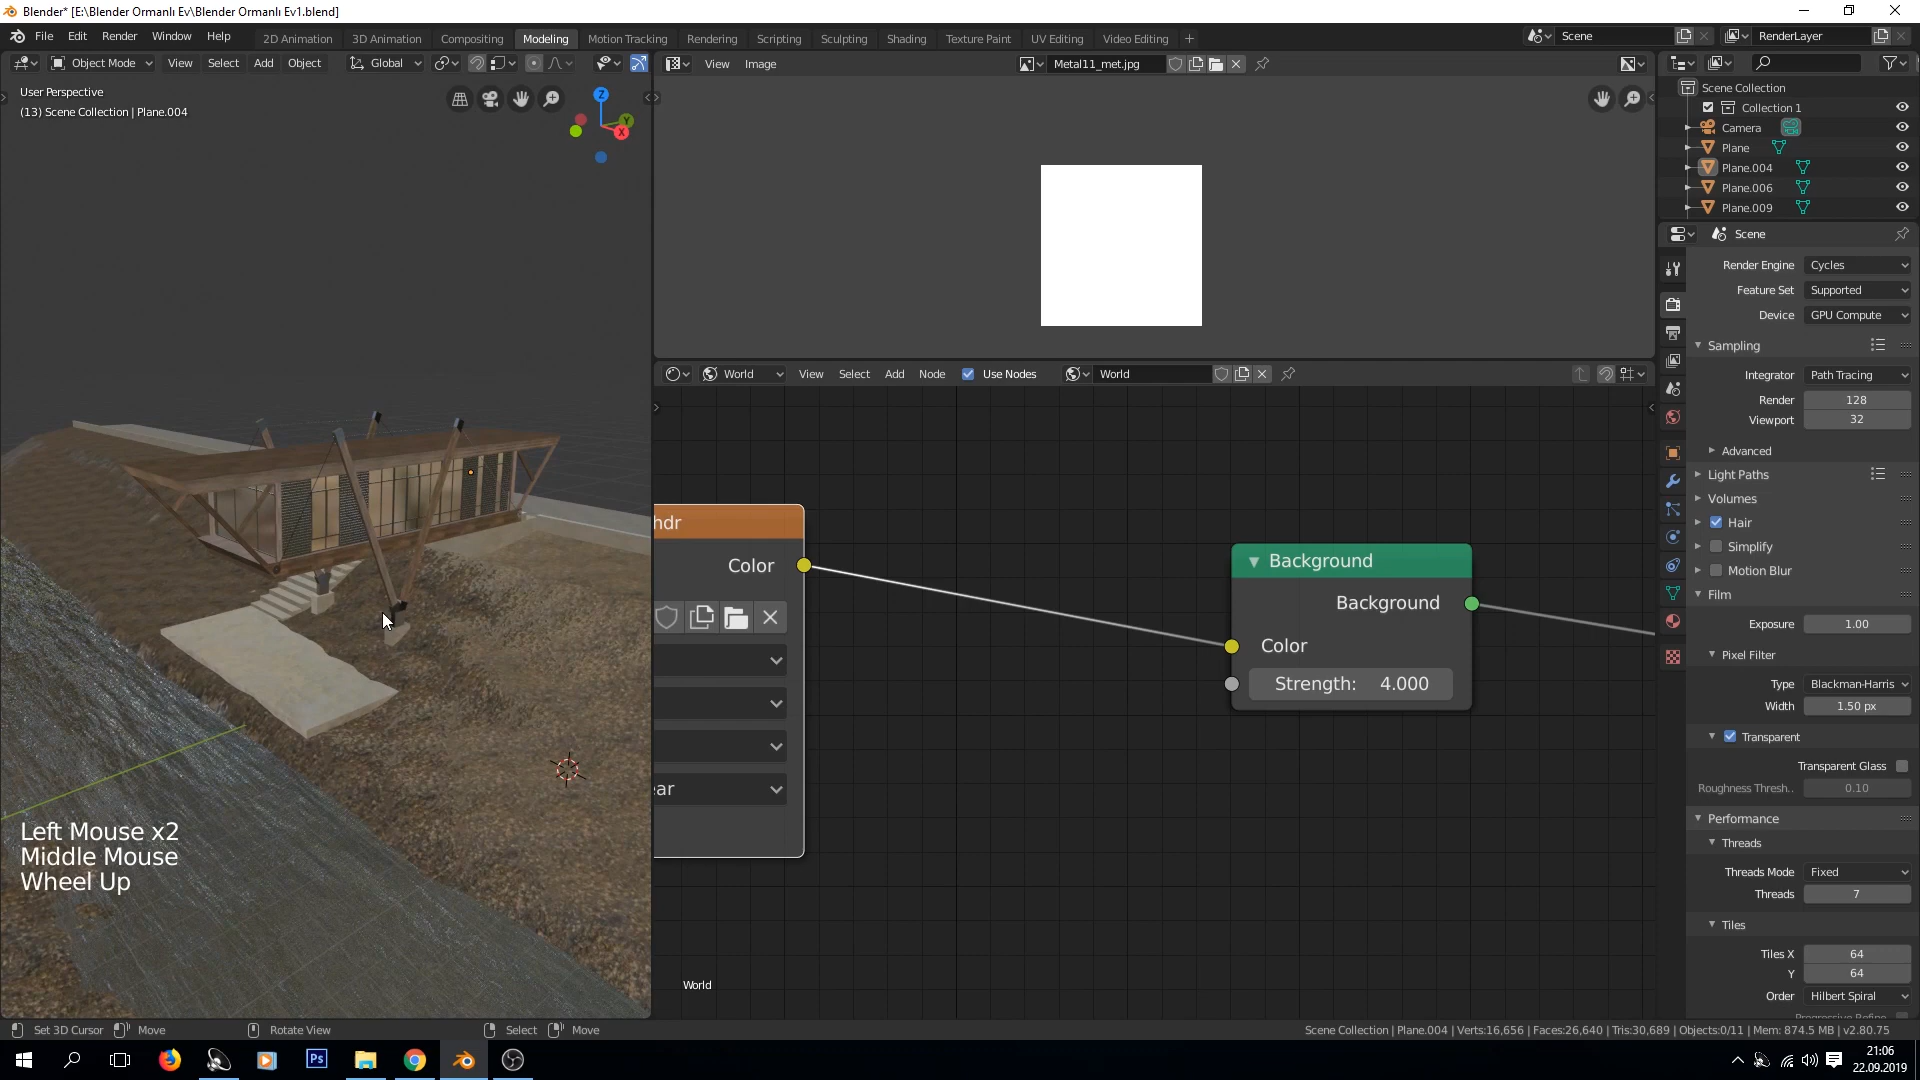 Blender* [E:\Blender Ormanlı Ev\Blender Ormanlı Ev1.blend]
File Edit Render Window Help
2D Animation 3D Animation Compositing Modeling Motion Tracking Rendering Scripting Sculpting Shading Texture Paint UV Editing Video Editing +
Scene
RenderLayer
Object Mode View Select Add Object Global
View Image Metal11_met.jpg
User Perspective
(13) Scene Collection | Plane.004
Z
Y
X
Scene Collection
Collection 1
Camera
Plane
Plane.004
Plane.006
Plane.009
Scene
Render Engine Cycles
Feature Set Supported
Device GPU Compute
Sampling
Integrator Path Tracing
Render 128
Viewport 32
Advanced
Light Paths
Volumes
Hair
Simplify
Motion Blur
Film
Exposure 1.00
Pixel Filter
Type Blackman-Harris
Width 1.50 px
Transparent
Transparent Glass
Roughness Thresh.. 0.10
Performance
Threads
Threads Mode Fixed
Threads 7
Tiles
Tiles X 64
Y 64
Order Hilbert Spiral
World View Select Add Node Use Nodes World
hdr
Color
ear
Background
Background
Color
Strength: 4.000
World
Left Mouse x2
Middle Mouse
Wheel Up
Set 3D Cursor Move Rotate View Select Move
Scene Collection | Plane.004 | Verts:16,656 | Faces:26,640 | Tris:30,689 | Objects:0/11 | Mem: 874.5 MB | v2.80.75
Ps
21:06
22.09.2019